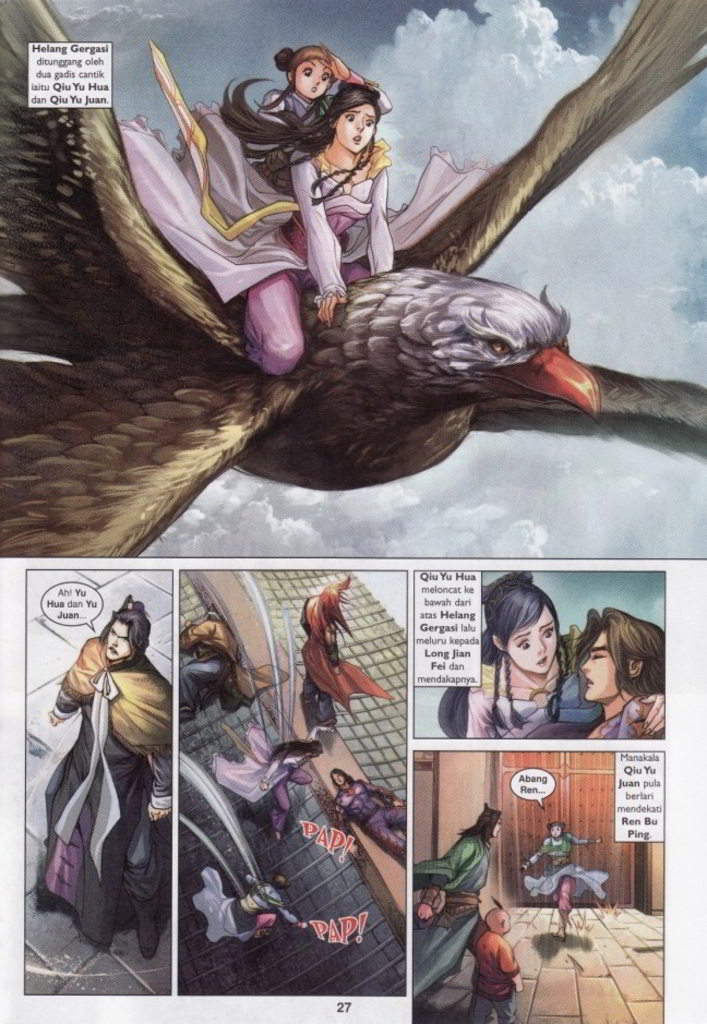 Helang Gergasi
ditunggang oleh
dua gadis cantik
iaitu Qiu Yu Hua
dan Qiu Yu Juan.
Ah! Yu
Hua dan Yu
Juan...
PAP!
PAP!
Qiu Yu Hua
meloncat ke
bawah dari
atas Helang
Gergasi lalu
meluru kepada
Long Jian
Fei dan
mendakapnya.
Abang
Ren...
Manakala
Qiu Yu
Juan pula
berlari
mendekati
Ren Bu
Ping.
27